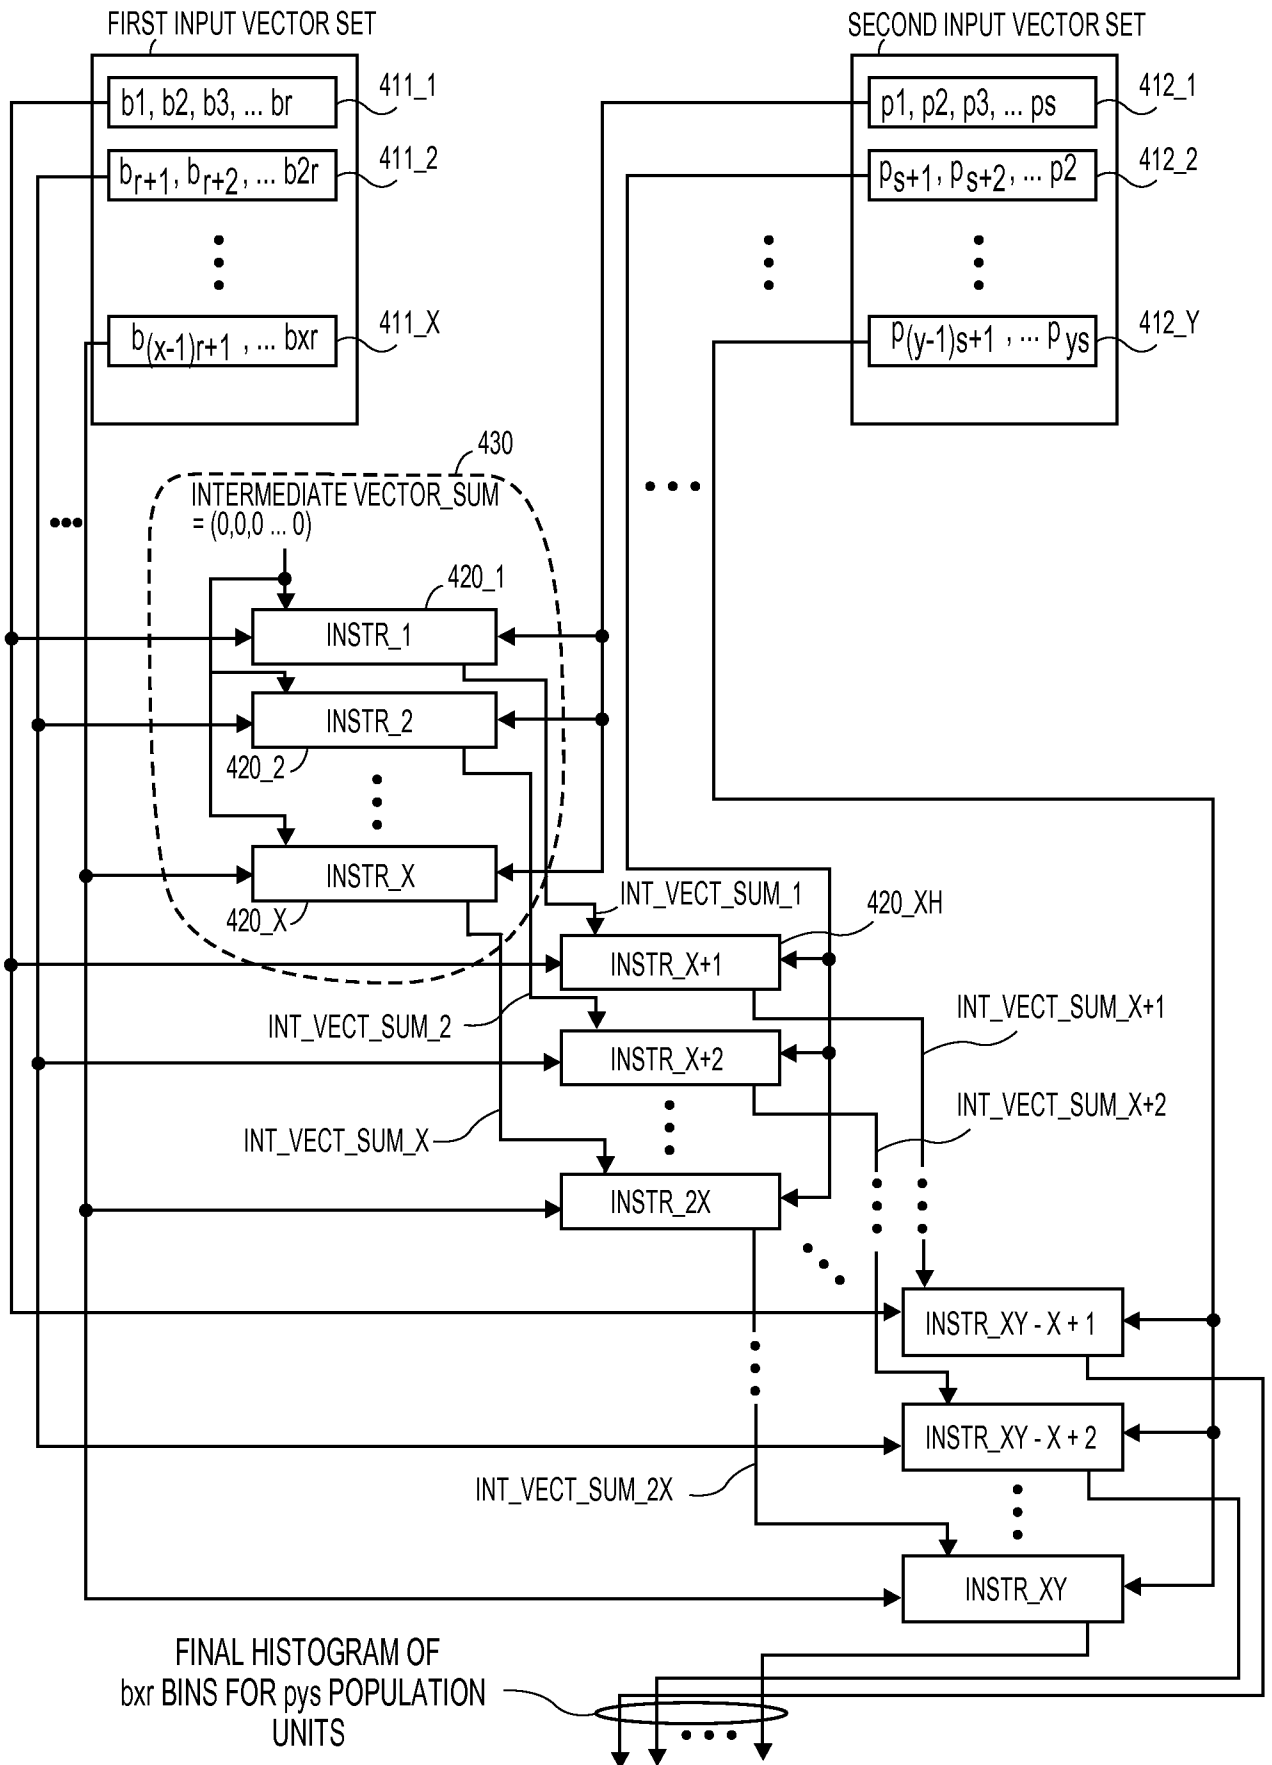 FIRST INPUT VECTOR SET
SECOND INPUT VECTOR SET
b1, b2, b3, ... br
411_1
p1, p2, p3, ... ps
412_1
br+1, br+2, ... b2r
411_2
ps+1, ps+2, ... p2
412_2
b(x-1)r+1, ... bxr
411_X
p(y-1)s+1, ... pys
412_Y
430
INTERMEDIATE VECTOR_SUM
= (0,0,0 ... 0)
420_1
INSTR_1
INSTR_2
420_2
INSTR_X
420_X
INT_VECT_SUM_1
420_XH
INSTR_X+1
INT_VECT_SUM_2
INT_VECT_SUM_X+1
INSTR_X+2
INT_VECT_SUM_X+2
INT_VECT_SUM_X
INSTR_2X
INSTR_XY - X + 1
INSTR_XY - X + 2
INT_VECT_SUM_2X
INSTR_XY
FINAL HISTOGRAM OF
bxr BINS FOR pys POPULATION
UNITS